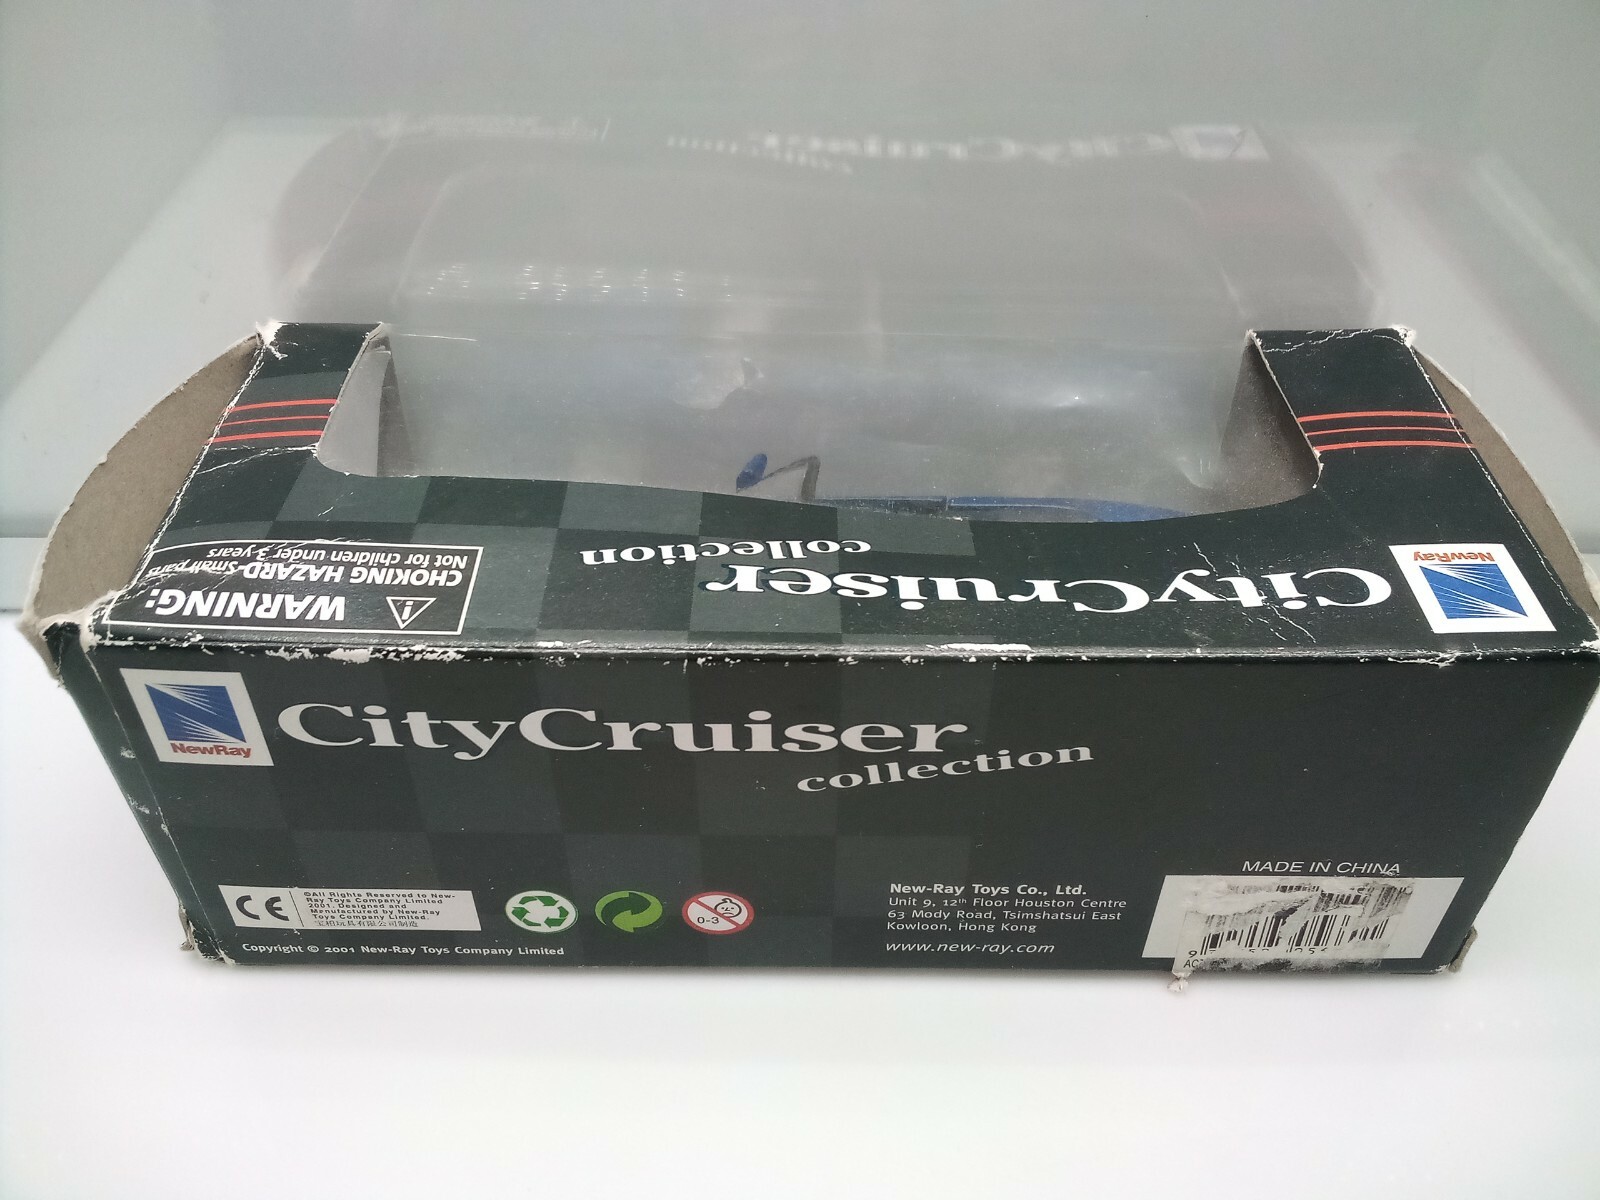 CityCruiser
collection
NewRay
WARNING:
CHOKING HAZARD-Small parts
Not for children under 3 years
CityCruiser
collection
NewRay
CityCruiser
collection
NewRay
MADE IN CHINA
CE
©All Rights Reserved to New-
Ray Toys Company Limited
2001. Designed and
Manufactured by New-Ray
Toys Company Limited.
Copyright © 2001 New-Ray Toys Company Limited
0-3
New-Ray Toys Co., Ltd.
Unit 9, 12th Floor Houston Centre
63 Mody Road, Tsimshatsui East
Kowloon, Hong Kong
www.new-ray.com